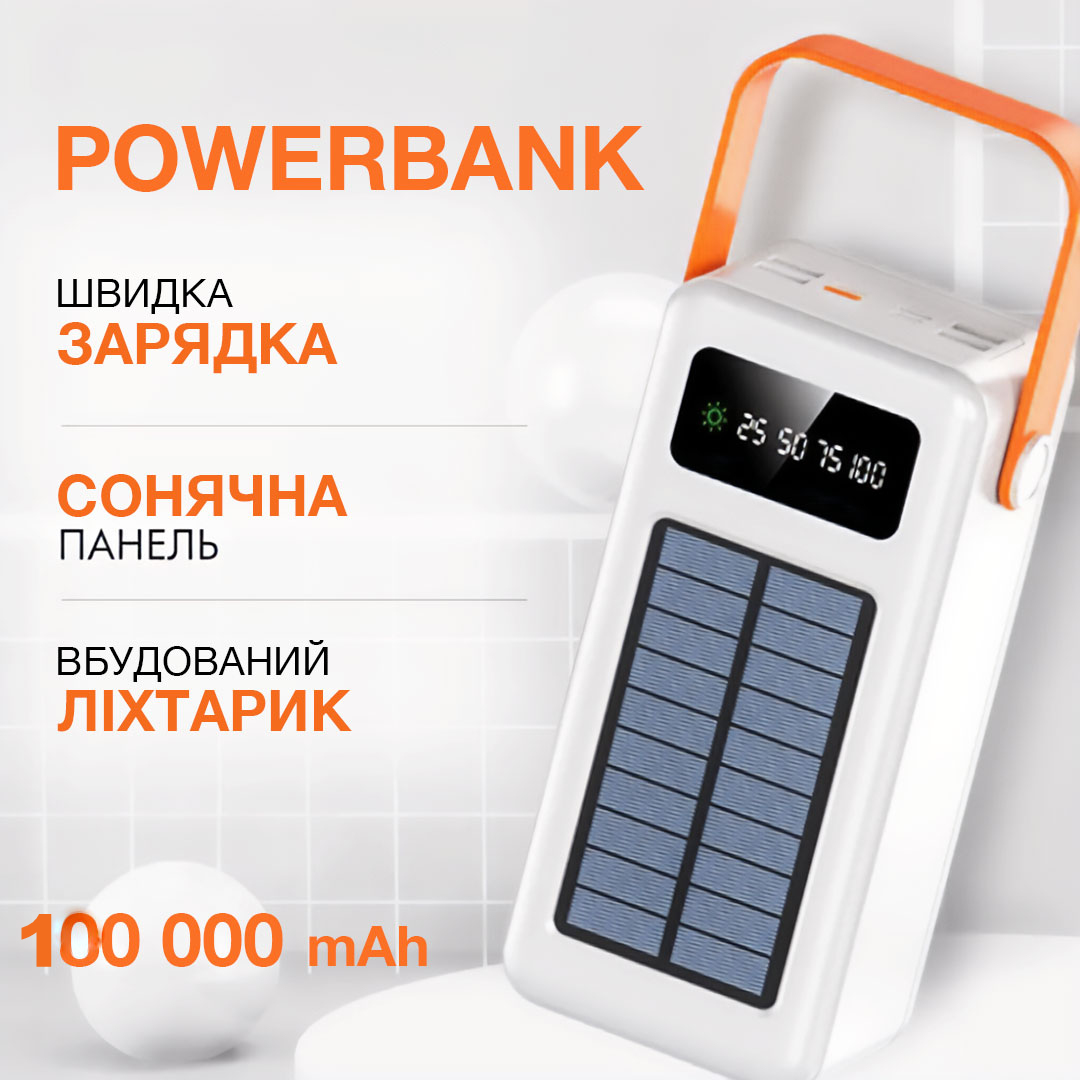 POWERBANK
ШВИДКА
ЗАРЯДКА
25 50 75 100
СОНЯЧНА
ПАНЕЛЬ
ВБУДОВАНИЙ
ЛІХТАРИК
100 000 mAh